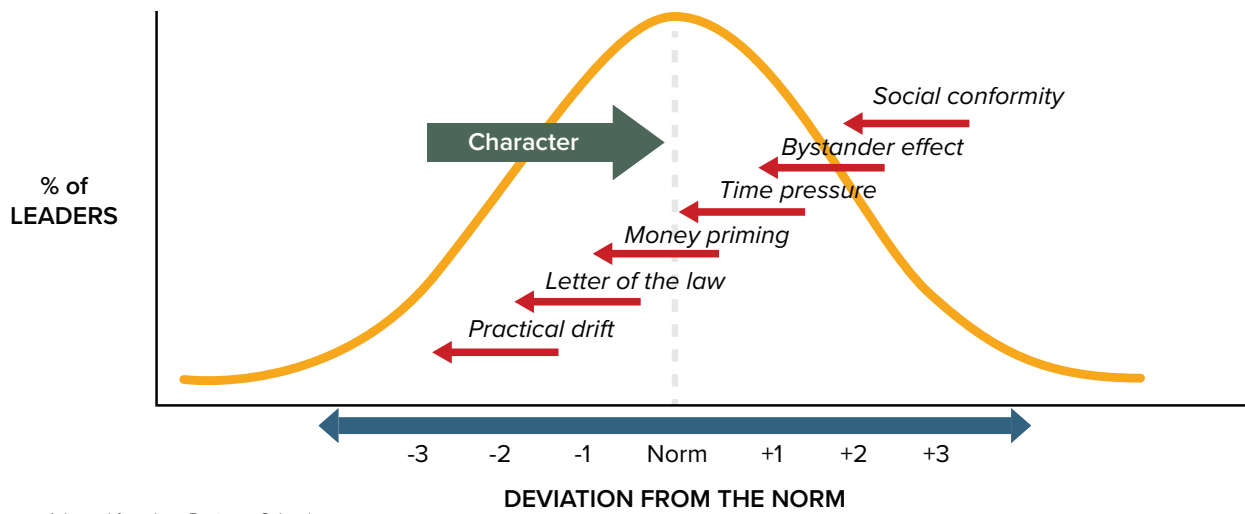 Social conformity
Character
Bystander effect
% of
LEADERS
Time pressure
Money priming
Letter of the law
Practical drift
-3 -2 -1 Norm +1 +2 +3
DEVIATION FROM THE NORM